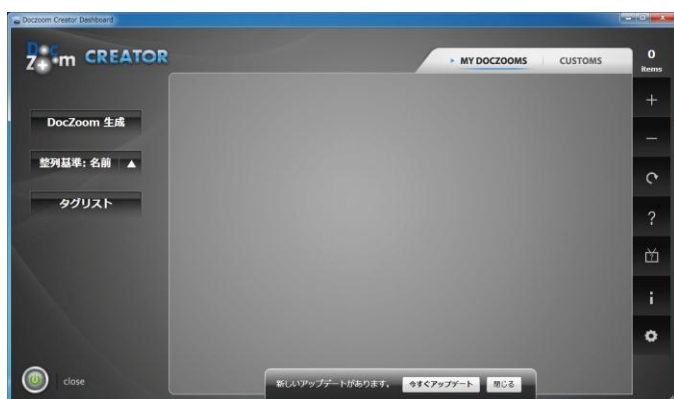 Doczoom Creator Dashboard
DocZoom CREATOR
MY DOCZOOMS
CUSTOMS
0
items
DocZoom 生成
整列基準: 名前 ▲
タグリスト
close
新しいアップデートがあります。 今すぐアップデート 閉じる